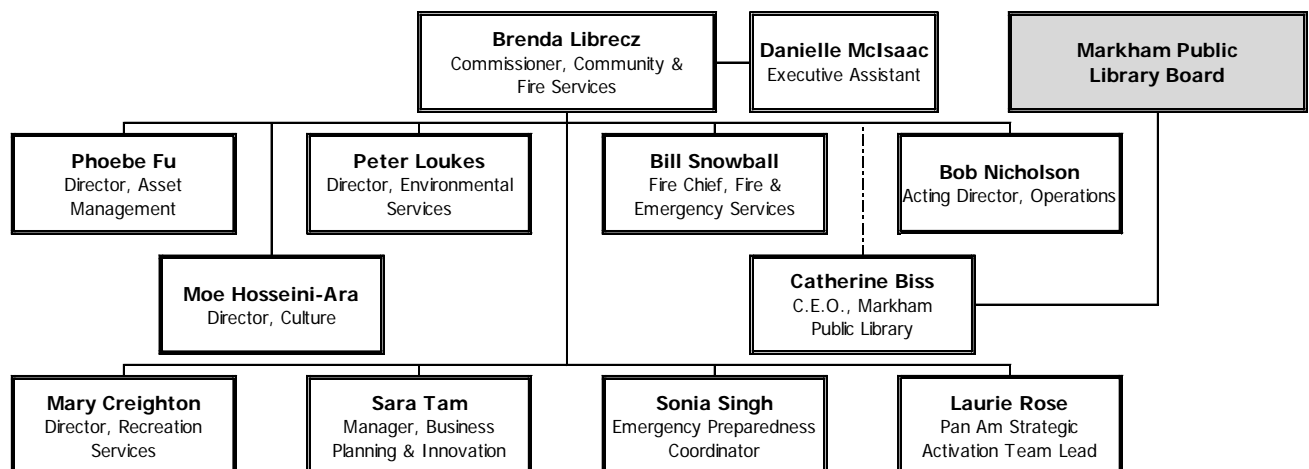 Brenda Librecz
Commissioner, Community &
Fire Services
Danielle McIsaac
Executive Assistant
Markham Public
Library Board
Phoebe Fu
Director, Asset
Management
Peter Loukes
Director, Environmental
Services
Bill Snowball
Fire Chief, Fire &
Emergency Services
Bob Nicholson
Acting Director, Operations
Moe Hosseini-Ara
Director, Culture
Catherine Biss
C.E.O., Markham
Public Library
Mary Creighton
Director, Recreation
Services
Sara Tam
Manager, Business
Planning & Innovation
Sonia Singh
Emergency Preparedness
Coordinator
Laurie Rose
Pan Am Strategic
Activation Team Lead